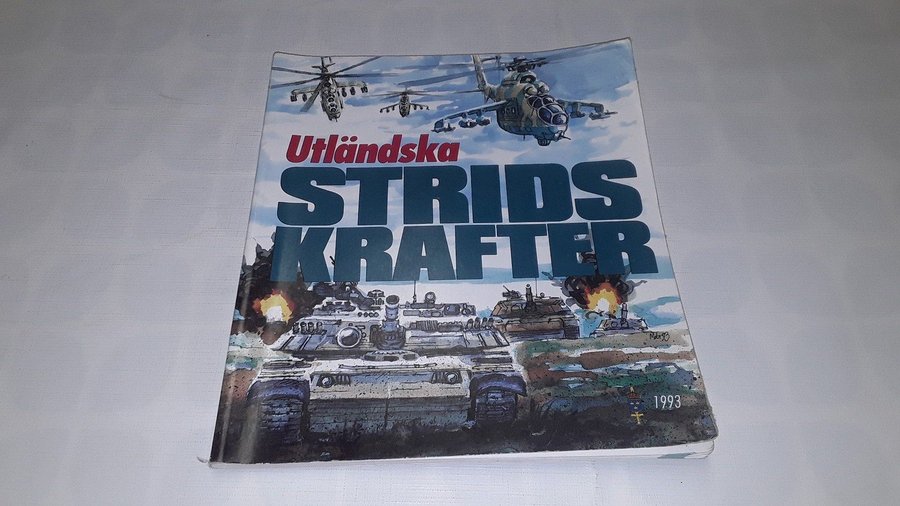 Utländska
STRIDS
KRAFTER
1993